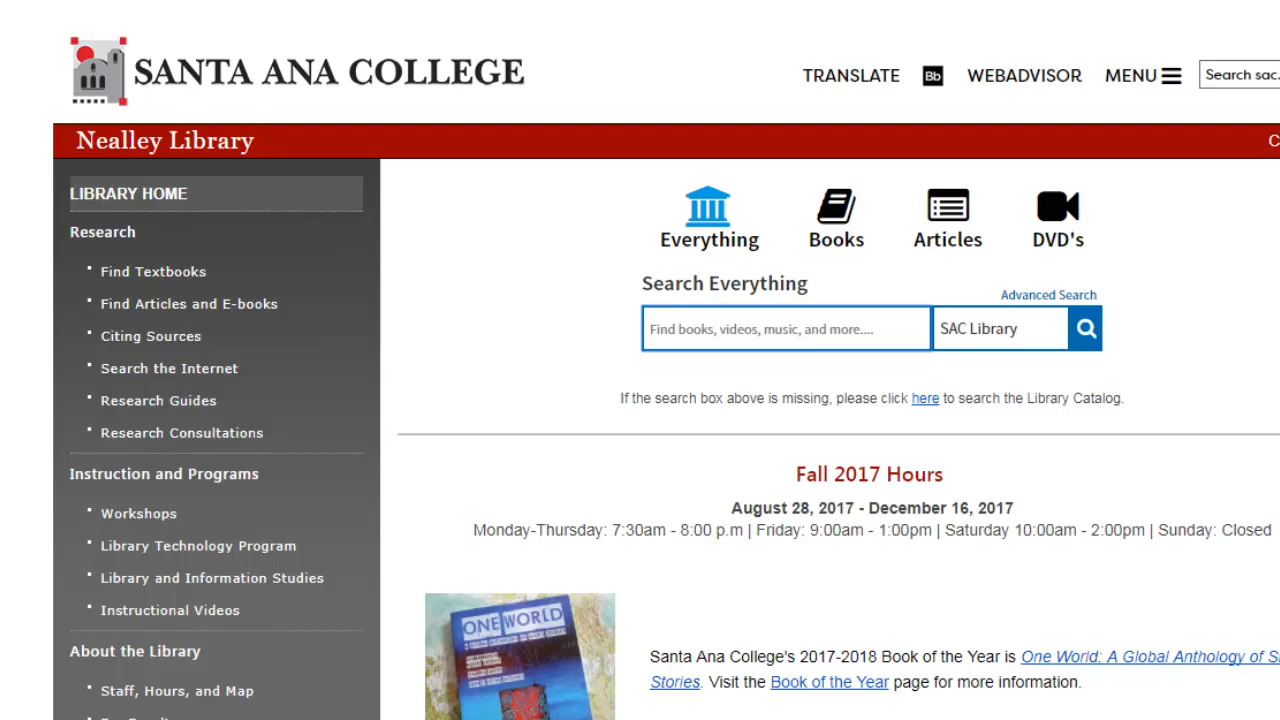 SANTA ANA COLLEGE
TRANSLATE Bb WEBADVISOR MENU Search sac.
Nealley Library
LIBRARY HOME
Research
Find Textbooks
Find Articles and E-books
Citing Sources
Search the Internet
Research Guides
Research Consultations
Instruction and Programs
Workshops
Library Technology Program
Library and Information Studies
Instructional Videos
About the Library
Staff, Hours, and Map
Everything Books Articles DVD's
Search Everything
Advanced Search
Find books, videos, music, and more.... SAC Library
If the search box above is missing, please click here to search the Library Catalog.
Fall 2017 Hours
August 28, 2017 - December 16, 2017
Monday-Thursday: 7:30am - 8:00 p.m | Friday: 9:00am - 1:00pm | Saturday 10:00am - 2:00pm | Sunday: Closed
ONE WORLD
Santa Ana College's 2017-2018 Book of the Year is One World: A Global Anthology of S
Stories. Visit the Book of the Year page for more information.